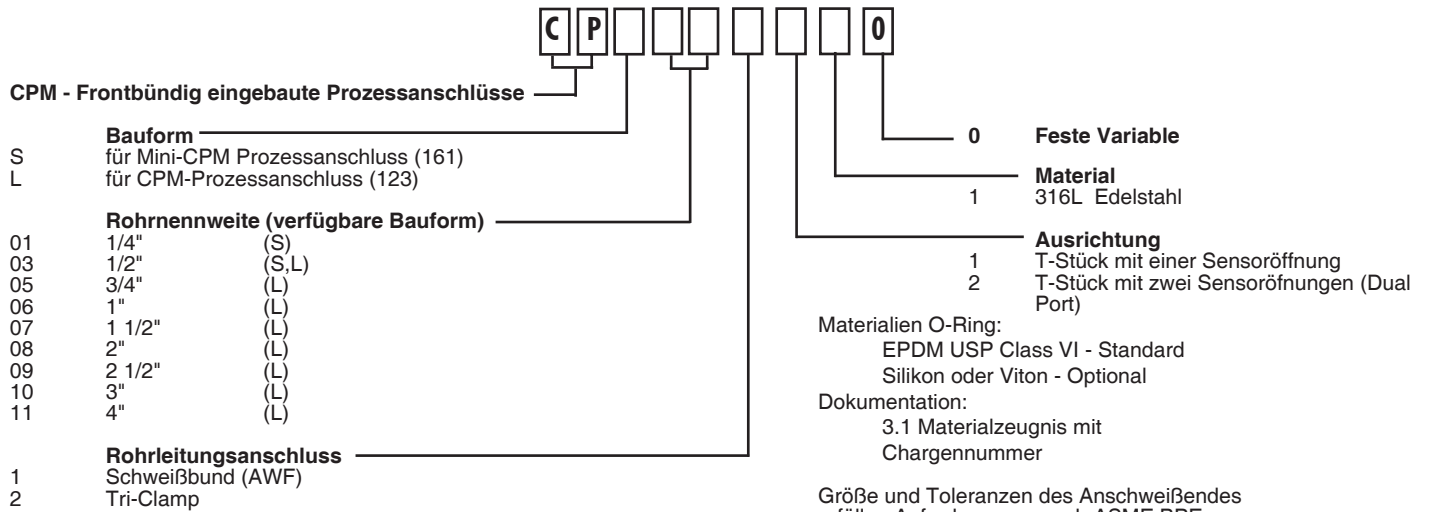 C P 0
CPM - Frontbündig eingebaute Prozessanschlüsse
Bauform
S für Mini-CPM Prozessanschluss (161)
L für CPM-Prozessanschluss (123)
Rohrnennweite (verfügbare Bauform)
01 1/4" (S)
03 1/2" (S,L)
05 3/4" (L)
06 1" (L)
07 1 1/2" (L)
08 2" (L)
09 2 1/2" (L)
10 3" (L)
11 4" (L)
Rohrleitungsanschluss
1 Schweißbund (AWF)
2 Tri-Clamp
0 Feste Variable
Material
1 316L Edelstahl
Ausrichtung
1 T-Stück mit einer Sensoröffnung
2 T-Stück mit zwei Sensoröfnungen (Dual
Port)
Materialien O-Ring:
EPDM USP Class VI - Standard
Silikon oder Viton - Optional
Dokumentation:
3.1 Materialzeugnis mit
Chargennummer
Größe und Toleranzen des Anschweißendes